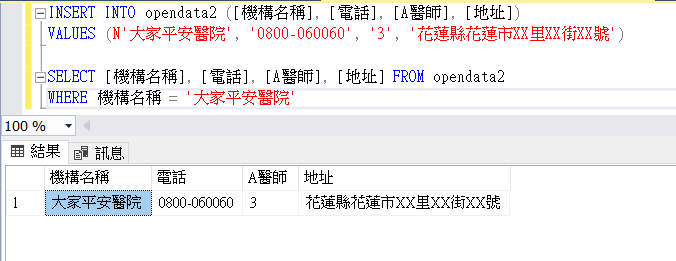 INSERT INTO opendata2 ([機構名稱], [電話], [A醫師], [地址])
VALUES (N'大家平安醫院', '0800-060060', '3', '花蓮縣花蓮市XX里XX街XX號')
SELECT [機構名稱], [電話], [A醫師], [地址] FROM opendata2
WHERE 機構名稱 = '大家平安醫院'
100 %
結果 訊息
機構名稱 電話 A醫師 地址
1 大家平安醫院 0800-060060 3 花蓮縣花蓮市XX里XX街XX號